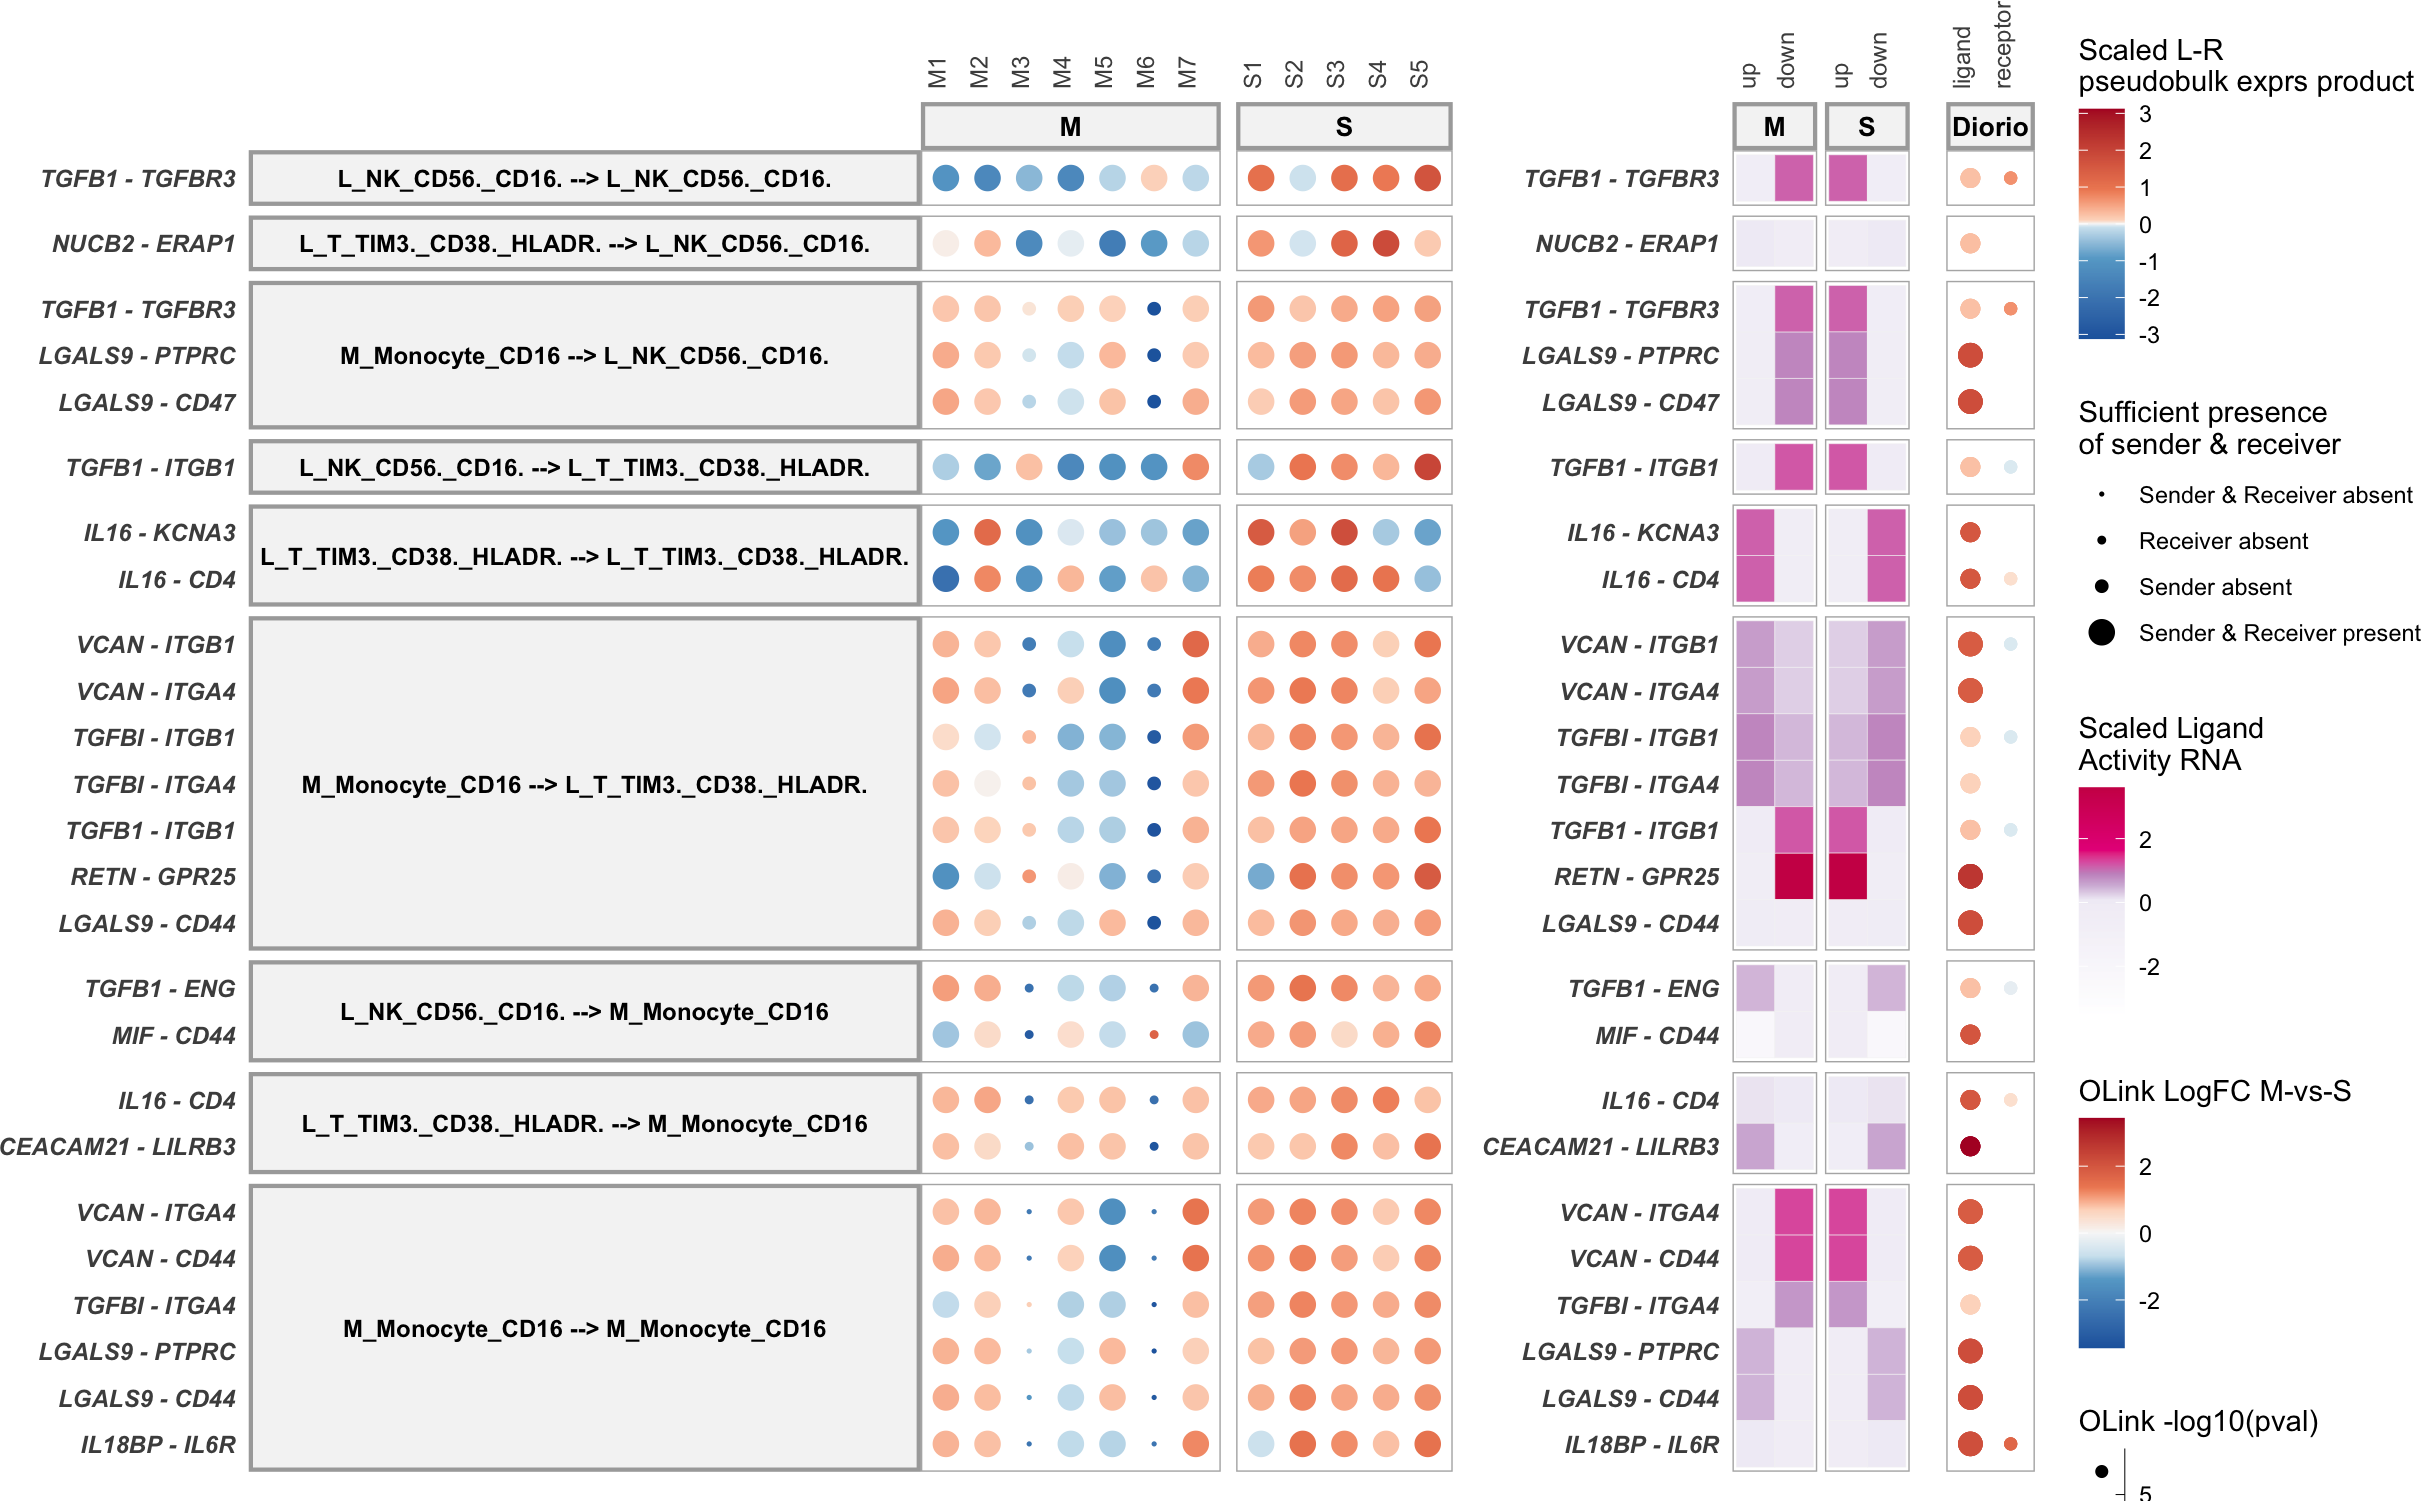 M1 M2 M3 M4 M5 M6 M7 S1 S2 S3 S4 S5 up down up down ligand receptor
M S M S Diorio
TGFB1 - TGFBR3 L_NK_CD56._CD16. --> L_NK_CD56._CD16. TGFB1 - TGFBR3
NUCB2 - ERAP1 L_T_TIM3._CD38._HLADR. --> L_NK_CD56._CD16. NUCB2 - ERAP1
TGFB1 - TGFBR3 TGFB1 - TGFBR3
LGALS9 - PTPRC M_Monocyte_CD16 --> L_NK_CD56._CD16. LGALS9 - PTPRC
LGALS9 - CD47 LGALS9 - CD47
TGFB1 - ITGB1 L_NK_CD56._CD16. --> L_T_TIM3._CD38._HLADR. TGFB1 - ITGB1
IL16 - KCNA3 IL16 - KCNA3
L_T_TIM3._CD38._HLADR. --> L_T_TIM3._CD38._HLADR.
IL16 - CD4 IL16 - CD4
VCAN - ITGB1 VCAN - ITGB1
VCAN - ITGA4 VCAN - ITGA4
TGFBI - ITGB1 TGFBI - ITGB1
TGFBI - ITGA4 M_Monocyte_CD16 --> L_T_TIM3._CD38._HLADR. TGFBI - ITGA4
TGFB1 - ITGB1 TGFB1 - ITGB1
RETN - GPR25 RETN - GPR25
LGALS9 - CD44 LGALS9 - CD44
TGFB1 - ENG TGFB1 - ENG
L_NK_CD56._CD16. --> M_Monocyte_CD16
MIF - CD44 MIF - CD44
IL16 - CD4 IL16 - CD4
L_T_TIM3._CD38._HLADR. --> M_Monocyte_CD16
CEACAM21 - LILRB3 CEACAM21 - LILRB3
VCAN - ITGA4 VCAN - ITGA4
VCAN - CD44 VCAN - CD44
TGFBI - ITGA4 TGFBI - ITGA4
M_Monocyte_CD16 --> M_Monocyte_CD16
LGALS9 - PTPRC LGALS9 - PTPRC
LGALS9 - CD44 LGALS9 - CD44
IL18BP - IL6R IL18BP - IL6R
Scaled L-R
pseudobulk exprs product
3
2
1
0
-1
-2
-3
Sufficient presence
of sender & receiver
Sender & Receiver absent
Receiver absent
Sender absent
Sender & Receiver present
Scaled Ligand
Activity RNA
2
0
-2
OLink LogFC M-vs-S
2
0
-2
OLink -log10(pval)
5